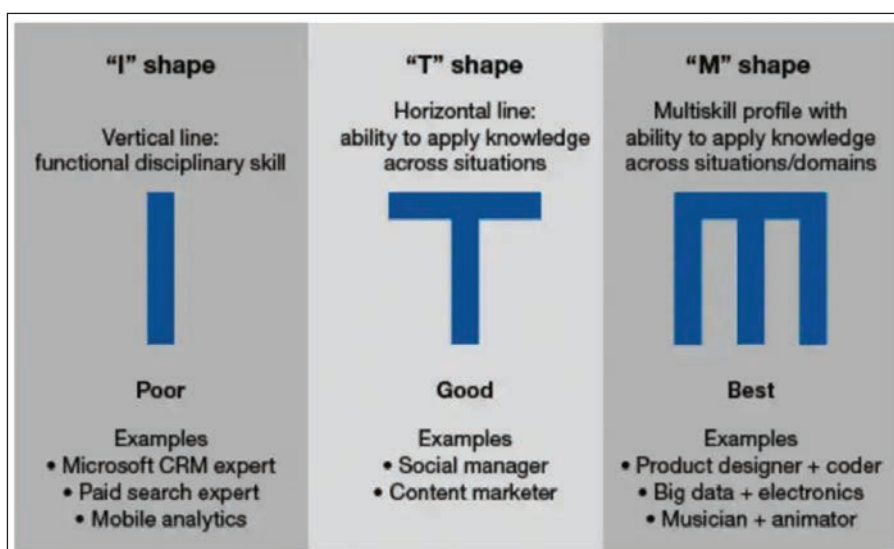 “I” shape
Vertical line:
functional disciplinary skill
Poor
Examples
• Microsoft CRM expert
• Paid search expert
• Mobile analytics
“T” shape
Horizontal line:
ability to apply knowledge
across situations
Good
Examples
• Social manager
• Content marketer
“M” shape
Multiskill profile with
ability to apply knowledge
across situations/domains
Best
Examples
• Product designer + coder
• Big data + electronics
• Musician + animator